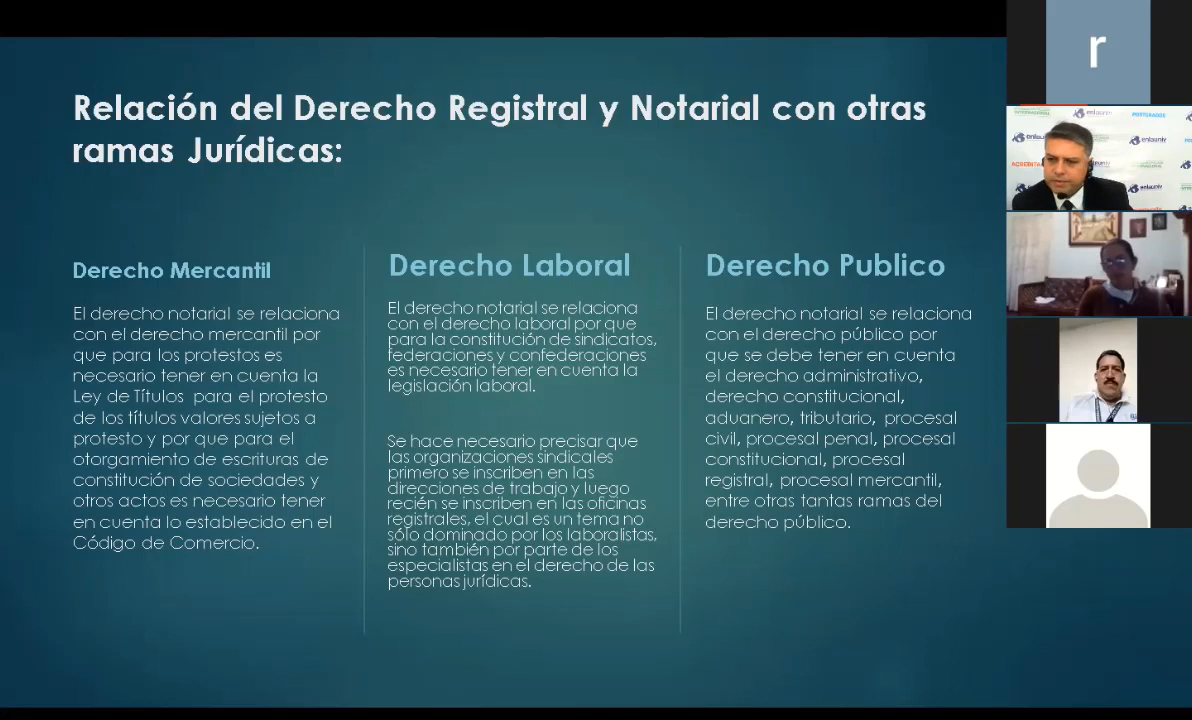 Relación del Derecho Registral y Notarial con otras
ramas Jurídicas:
Derecho Mercantil
El derecho notarial se relaciona
con el derecho mercantil por
que para los protestos es
necesario tener en cuenta la
Ley de Títulos para el protesto
de los títulos valores sujetos a
protesto y por que para el
otorgamiento de escrituras de
constitución de sociedades y
otros actos es necesario tener
en cuenta lo establecido en el
Código de Comercio.
Derecho Laboral
El derecho notarial se relaciona
con el derecho laboral por que
para la constitución de sindicatos,
federaciones y confederaciones
es necesario tener en cuenta la
legislación laboral.
Se hace necesario precisar que
las organizaciones sindicales
primero se inscriben en las
direcciones de trabajo y luego
recién se inscriben en las oficinas
registrales, el cual es un tema no
sólo dominado por los laboralistas,
sino también por parte de los
especialistas en el derecho de las
personas jurídicas.
Derecho Publico
El derecho notarial se relaciona
con el derecho público por
que se debe tener en cuenta
el derecho administrativo,
derecho constitucional,
aduanero, tributario, procesal
civil, procesal penal, procesal
constitucional, procesal
registral, procesal mercantil,
entre otras tantas ramas del
derecho público.
r